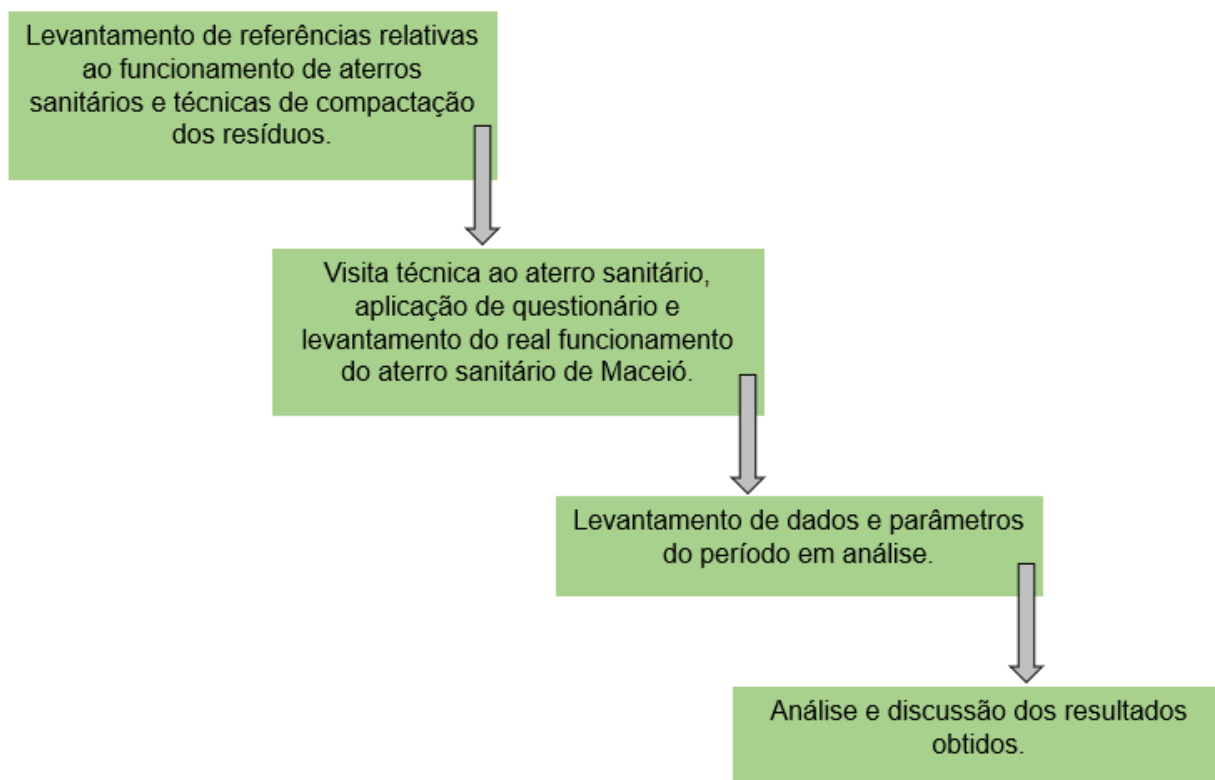 Levantamento de referências relativas
ao funcionamento de aterros
sanitários e técnicas de compactação
dos resíduos.
Visita técnica ao aterro sanitário,
aplicação de questionário e
levantamento do real funcionamento
do aterro sanitário de Maceió.
Levantamento de dados e parâmetros
do período em análise.
Análise e discussão dos resultados
obtidos.